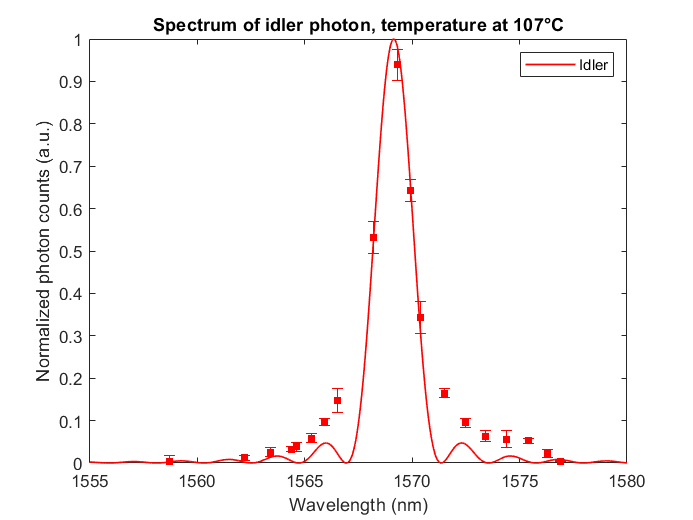 Spectrum of idler photon, temperature at 107°C
Idler
Normalized photon counts (a.u.)
1
0.9
0.8
0.7
0.6
0.5
0.4
0.3
0.2
0.1
0
1555 1560 1565 1570 1575 1580
Wavelength (nm)